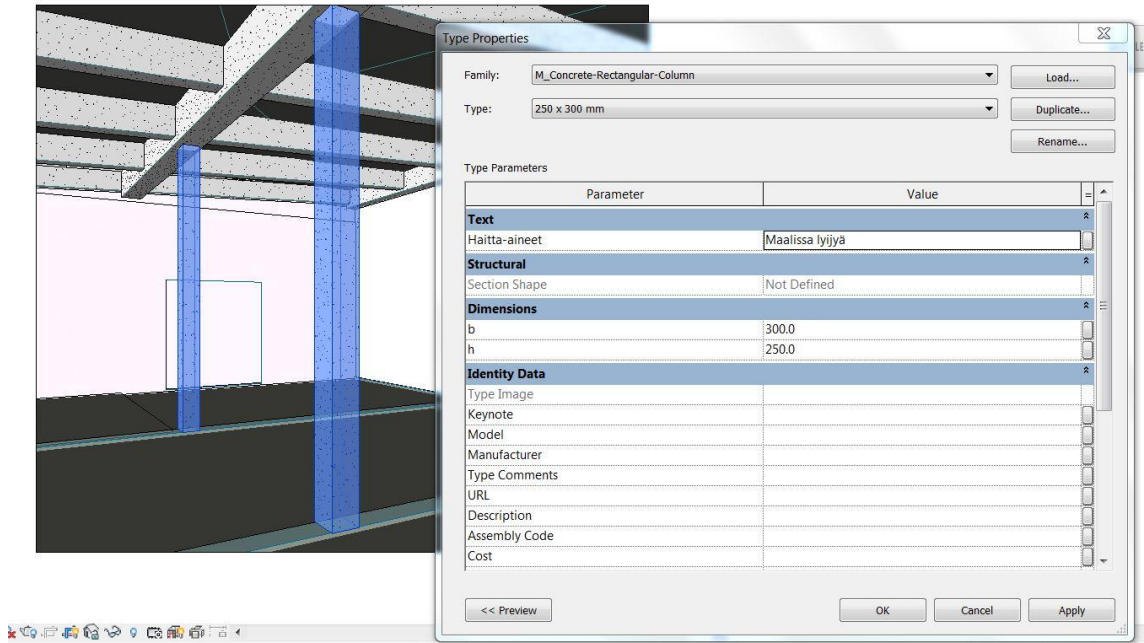 Type Properties
LE
Family: M_Concrete-Rectangular-Column Load...
Type: 250 x 300 mm Duplicate...
Rename...
Type Parameters
Parameter Value =
Text
Haitta-aineet Maalissa lyijyä
Structural
Section Shape Not Defined
Dimensions
b 300.0
h 250.0
Identity Data
Type Image
Keynote
Model
Manufacturer
Type Comments
URL
Description
Assembly Code
Cost
<< Preview OK Cancel Apply